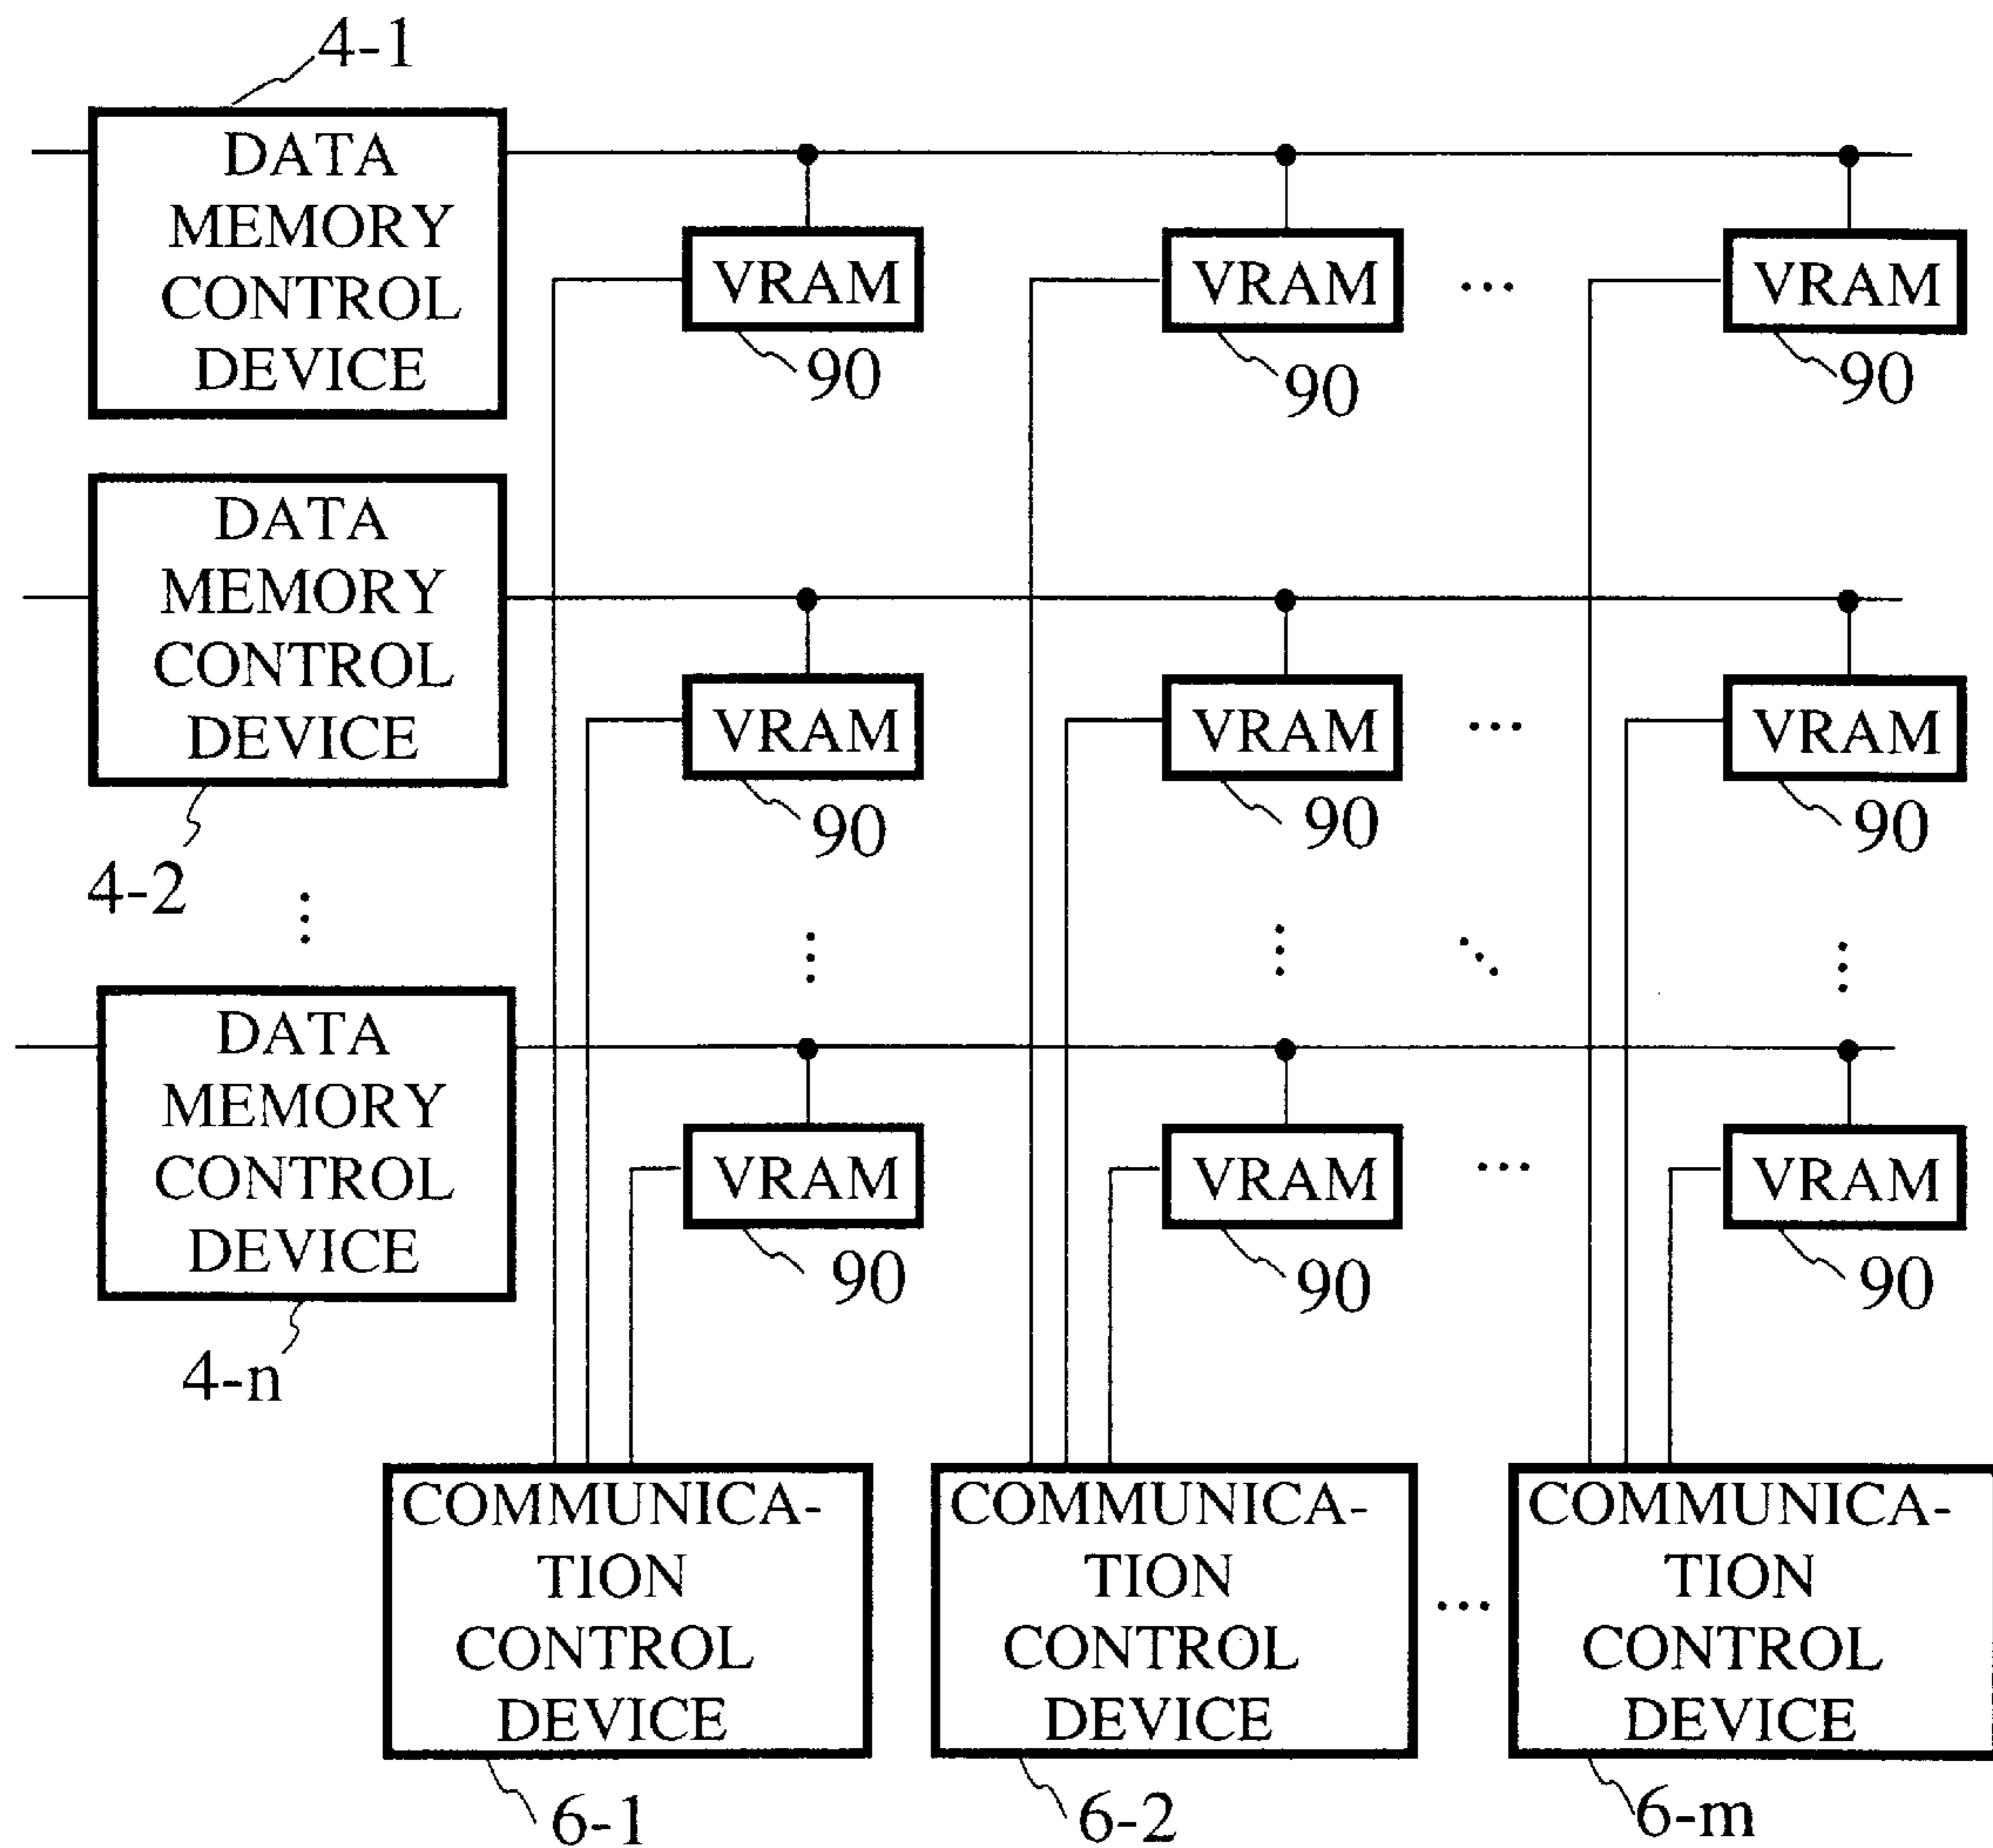 4-1
DATA
MEMORY
CONTROL
DEVICE
VRAM
VRAM
...
VRAM
90
90
90
DATA
MEMORY
CONTROL
DEVICE
VRAM
VRAM
...
VRAM
90
90
90
4-2
DATA
MEMORY
CONTROL
DEVICE
VRAM
VRAM
...
VRAM
90
90
90
4-n
COMMUNICA-
TION
CONTROL
DEVICE
COMMUNICA-
TION
CONTROL
DEVICE
...
COMMUNICA-
TION
CONTROL
DEVICE
6-1
6-2
6-m